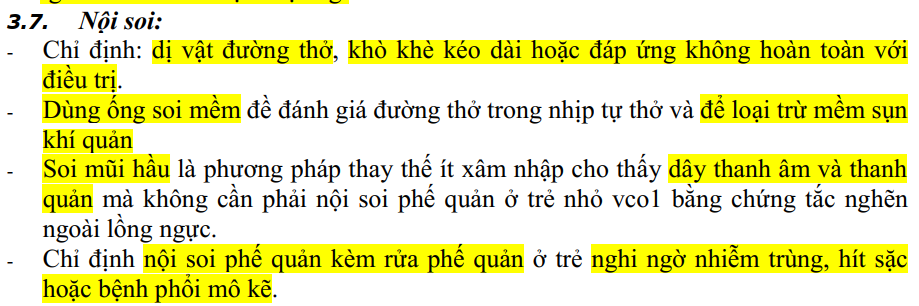 3.7. Nội soi:
- Chỉ định: dị vật đường thở, khò khè kéo dài hoặc đáp ứng không hoàn toàn với
điều trị.
- Dùng ống soi mềm đề đánh giá đường thở trong nhịp tự thở và để loại trừ mềm sụn
khí quản
- Soi mũi hầu là phương pháp thay thế ít xâm nhập cho thấy dây thanh âm và thanh
quản mà không cần phải nội soi phế quản ở trẻ nhỏ vco1 bằng chứng tắc nghẽn
ngoài lồng ngực.
- Chỉ định nội soi phế quản kèm rửa phế quản ở trẻ nghi ngờ nhiễm trùng, hít sặc
hoặc bệnh phổi mô kẽ.